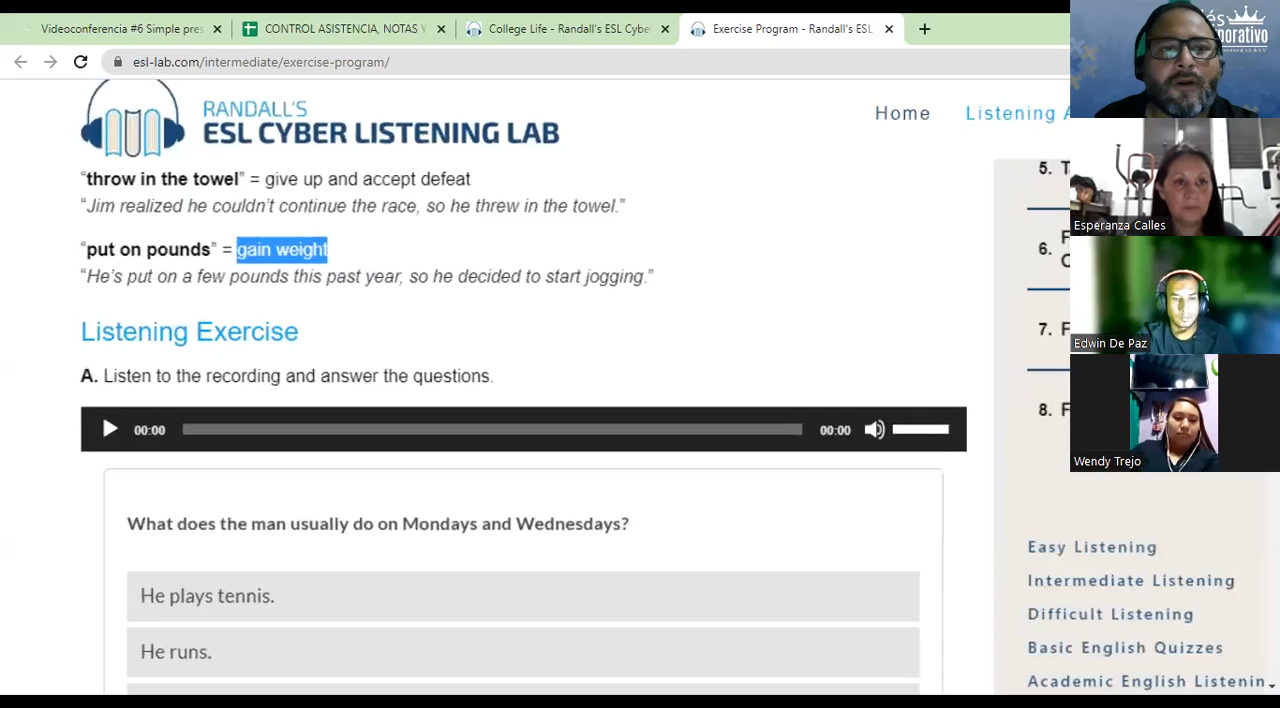 Videoconferencia #6 Simple pres
CONTROL ASISTENCIA, NOTAS Y
College Life - Randall's ESL Cyber
Exercise Program - Randall's ESL
esl-lab.com/intermediate/exercise-program/
RANDALL'S
ESL CYBER LISTENING LAB
Home
Listening
"throw in the towel" = give up and accept defeat
"Jim realized he couldn't continue the race, so he threw in the towel."
"put on pounds" = gain weight
"He's put on a few pounds this past year, so he decided to start jogging."
Listening Exercise
A. Listen to the recording and answer the questions.
00:00
00:00
What does the man usually do on Mondays and Wednesdays?
He plays tennis.
He runs.
5. T
6. F
7. F
8. F
Easy Listening
Intermediate Listening
Difficult Listening
Basic English Quizzes
Academic English Listenin
Esperanza Calles
Edwin De Paz
Wendy Trejo